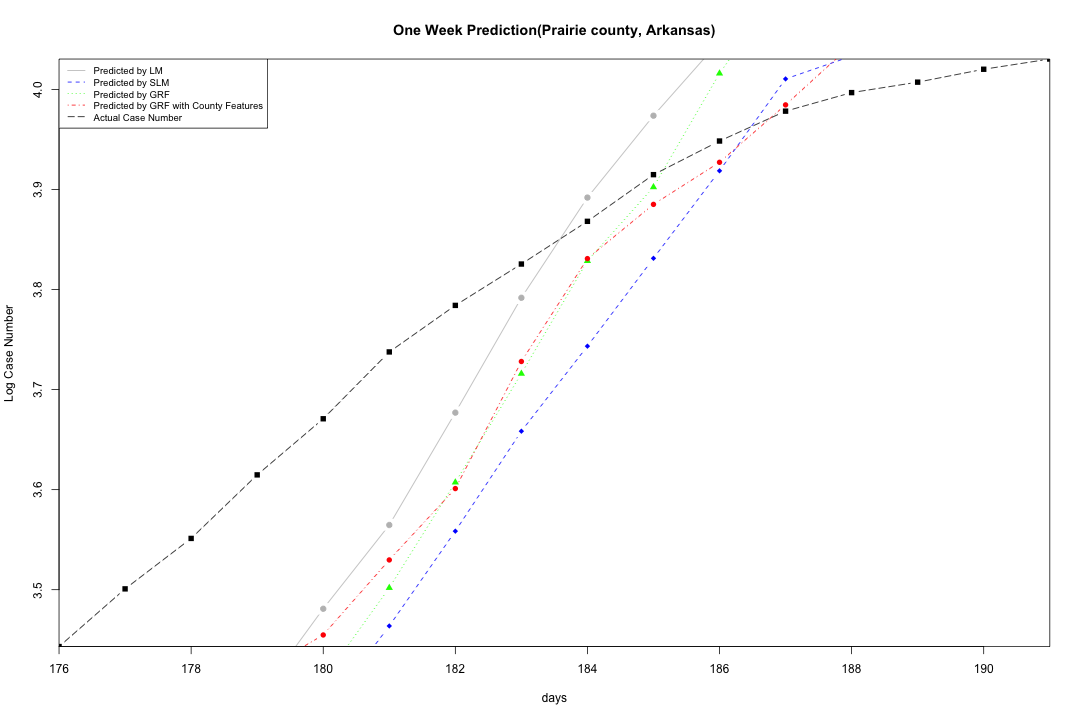 One Week Prediction(Prairie county, Arkansas)
Predicted by LM
Predicted by SLM
Predicted by GRF
Predicted by GRF with County Features
Actual Case Number
4.0
3.9
3.8
3.7
3.6
3.5
Log Case Number
176 178 180 182 184 186 188 190
days